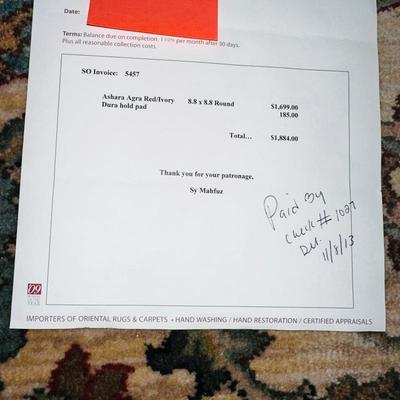 Date:
Terms: Balance due on completion, 1 1/2% per month after 30 days.
Plus all reasonable collection costs.
SO Invoice: 5457
Ashara Agra Red/Ivory 8.8 x 8.8 Round $1,699.00
Dura hold pad 185.00
Total… $1,884.00
Thank you for your patronage,
Sy Mahfuz
Paid by
Check # 1027
11/8/13
09
YEAR
IMPORTERS OF ORIENTAL RUGS & CARPETS • HAND WASHING / HAND RESTORATION / CERTIFIED APPRAISALS